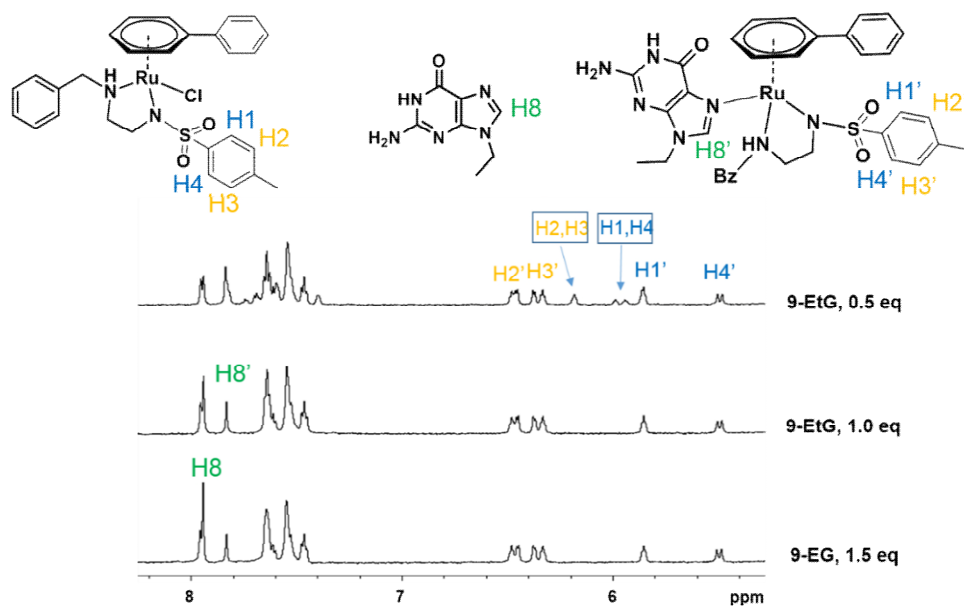 H
N
Ru
Cl
N
O
S
O
H1
H2
H4
H3
O
HN
N
H8
H2N
N
N
O
HN
H2N
N
N
N
H8'
Ru
HN
N
Bz
O
S
O
H1'
H2
H4'
H3'
H2,H3
H1,H4
H2'
H3'
H1'
H4'
9-EtG, 0.5 eq
H8'
9-EtG, 1.0 eq
H8
9-EG, 1.5 eq
8
7
6
ppm